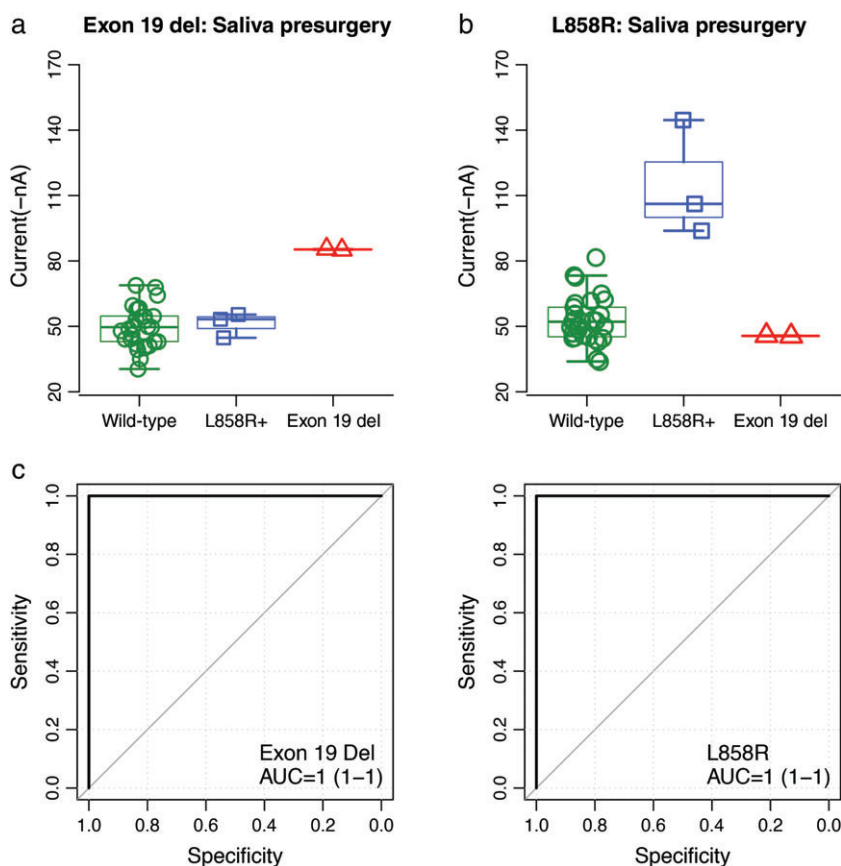 a
Exon 19 del: Saliva presurgery
Current(−nA)
170
140
110
80
50
20
Wild-type
L858R+
Exon 19 del
b
L858R: Saliva presurgery
Current(−nA)
170
140
110
80
50
20
Wild-type
L858R+
Exon 19 del
c
Sensitivity
1.0
0.8
0.6
0.4
0.2
0.0
Exon 19 Del
AUC=1 (1−1)
1.0 0.8 0.6 0.4 0.2 0.0
Specificity
Sensitivity
1.0
0.8
0.6
0.4
0.2
0.0
L858R
AUC=1 (1−1)
1.0 0.8 0.6 0.4 0.2 0.0
Specificity